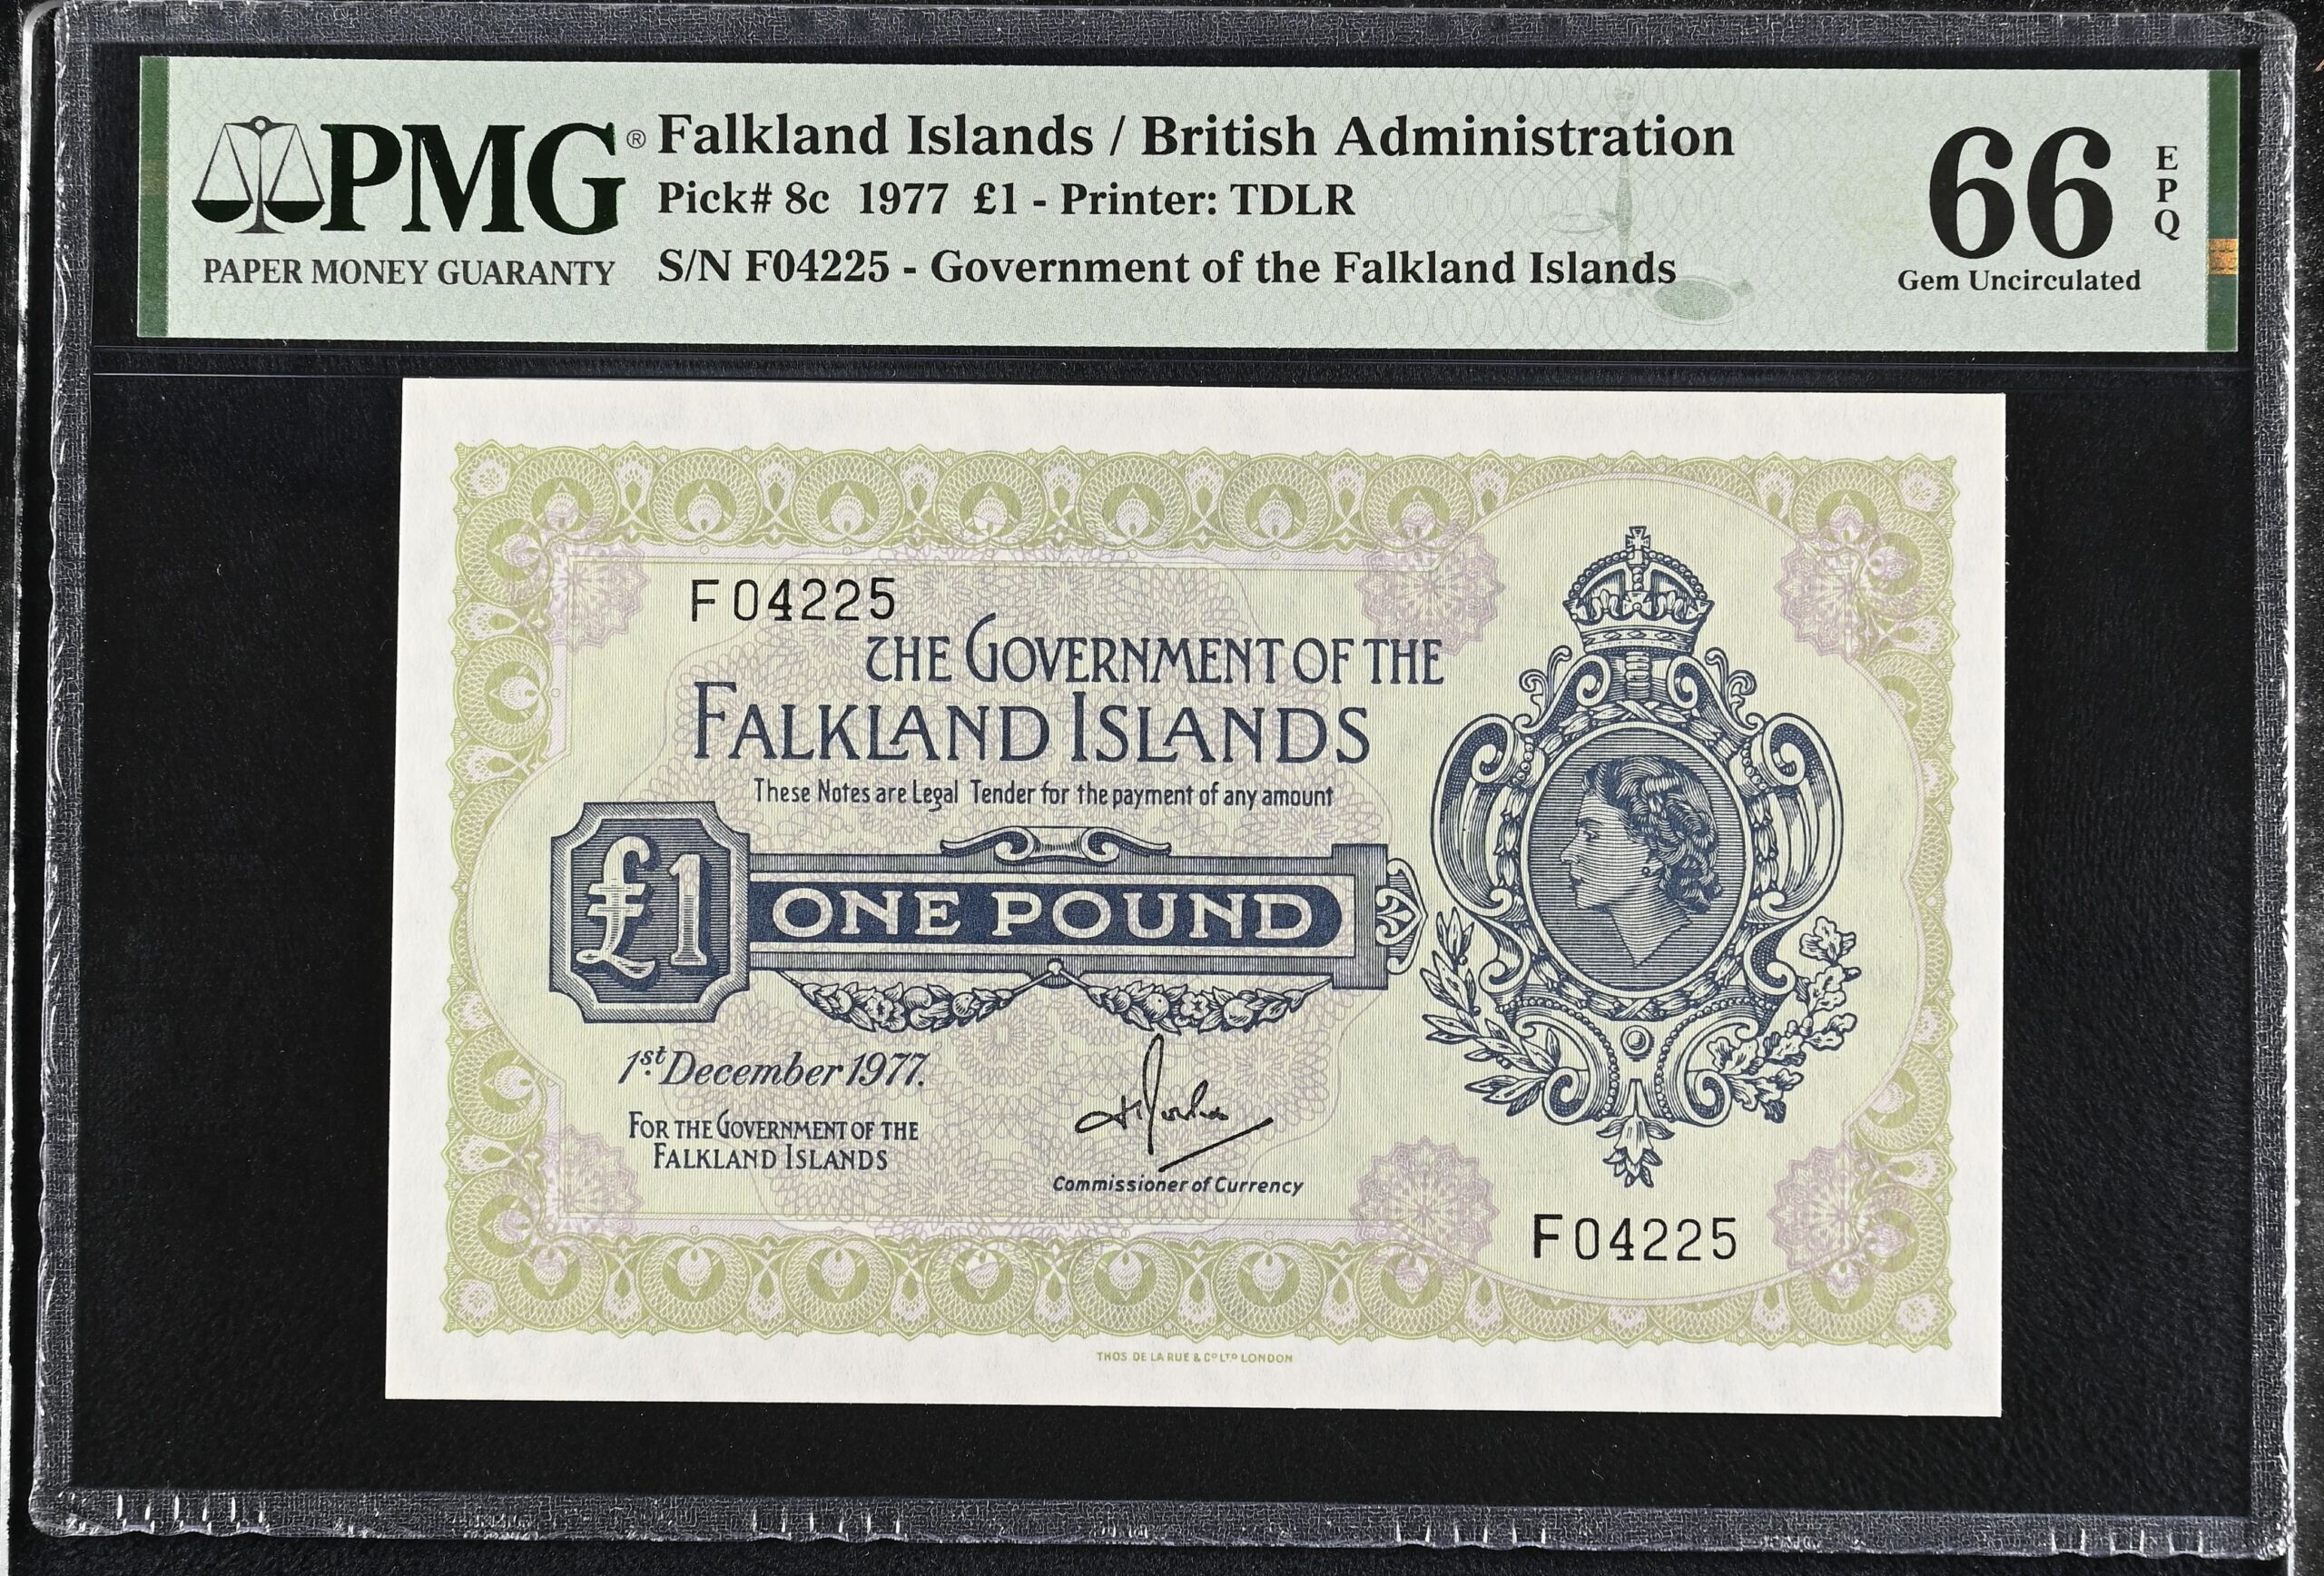 PMG®
PAPER MONEY GUARANTY
Falkland Islands / British Administration
Pick# 8c 1977 £1 - Printer: TDLR
S/N F04225 - Government of the Falkland Islands
66
EPQ
Gem Uncirculated
F04225
THE GOVERNMENT OF THE
FALKLAND ISLANDS
These Notes are Legal Tender for the payment of any amount
£1
ONE POUND
1st December 1977.
FOR THE GOVERNMENT OF THE
FALKLAND ISLANDS
Commissioner of Currency
F04225
THOS. DE LA RUE & CO LTD LONDON